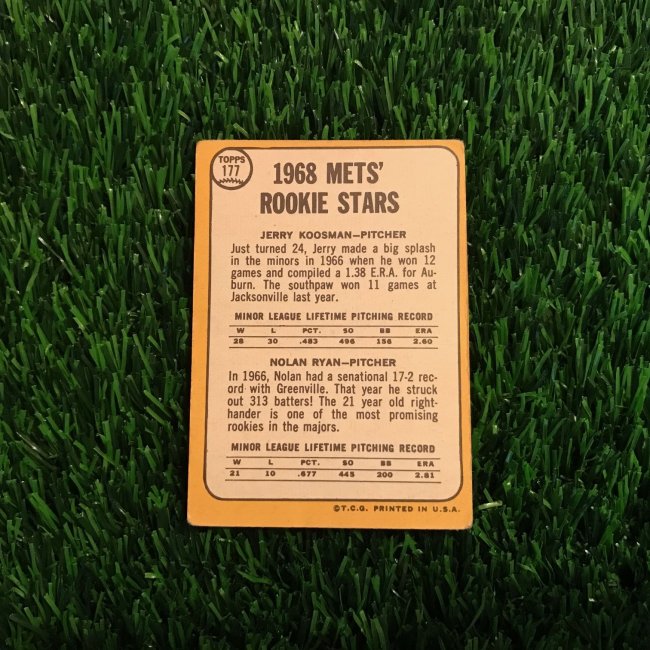 TOPPS
177
1968 METS'
ROOKIE STARS
JERRY KOOSMAN—PITCHER
Just turned 24, Jerry made a big splash
in the minors in 1966 when he won 12
games and compiled a 1.38 E.R.A. for Au-
burn. The southpaw won 11 games at
Jacksonville last year.
MINOR LEAGUE LIFETIME PITCHING RECORD
W L PCT. SO BB ERA
28 30 .483 496 156 2.60
NOLAN RYAN—PITCHER
In 1966, Nolan had a senational 17-2 rec-
ord with Greenville. That year he struck
out 313 batters! The 21 year old right-
hander is one of the most promising
rookies in the majors.
MINOR LEAGUE LIFETIME PITCHING RECORD
W L PCT. SO BB ERA
21 10 .677 445 200 2.81
©T.C.G. PRINTED IN U.S.A.